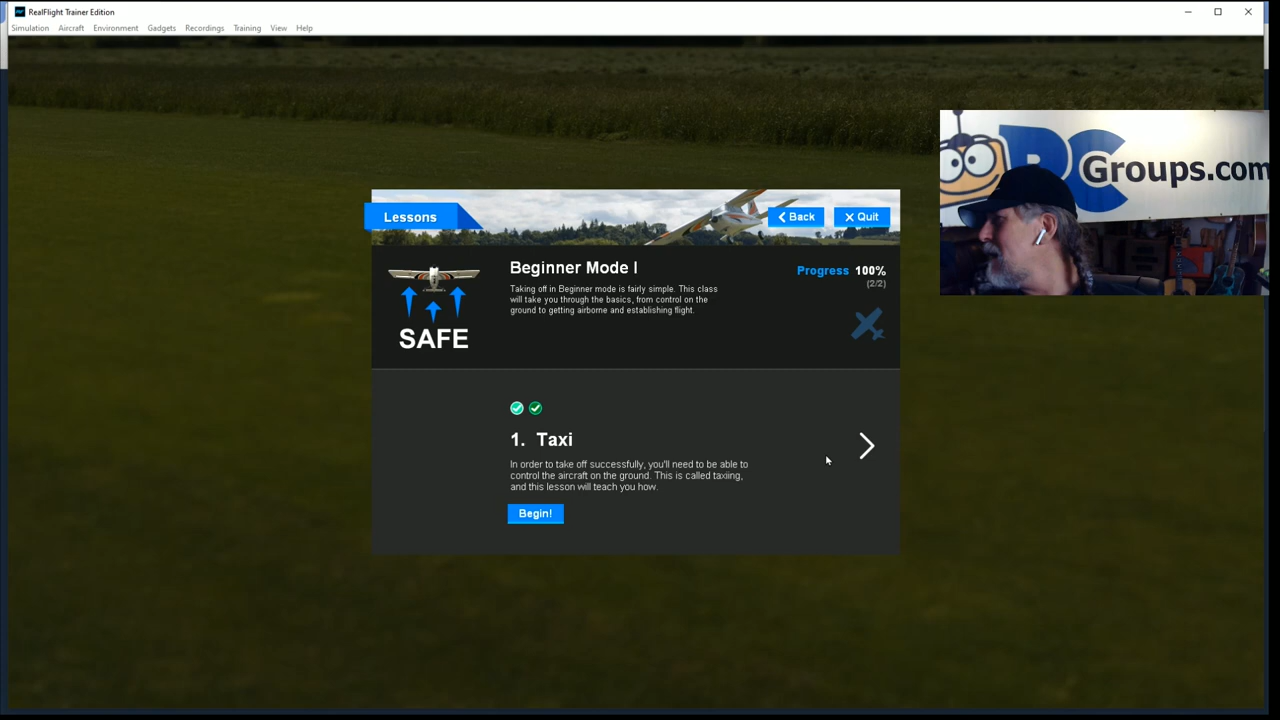 RealFlight Trainer Edition
Simulation Aircraft Environment Gadgets Recordings Training View Help
RC Groups.com
Lessons
Back
Quit
Beginner Mode I
Progress 100%
(2/2)
Taking off in Beginner mode is fairly simple. This class
will take you through the basics, from control on the
ground to getting airborne and establishing flight.
SAFE
1. Taxi
In order to take off successfully, you'll need to be able to
control the aircraft on the ground. This is called taxiing,
and this lesson will teach you how.
Begin!